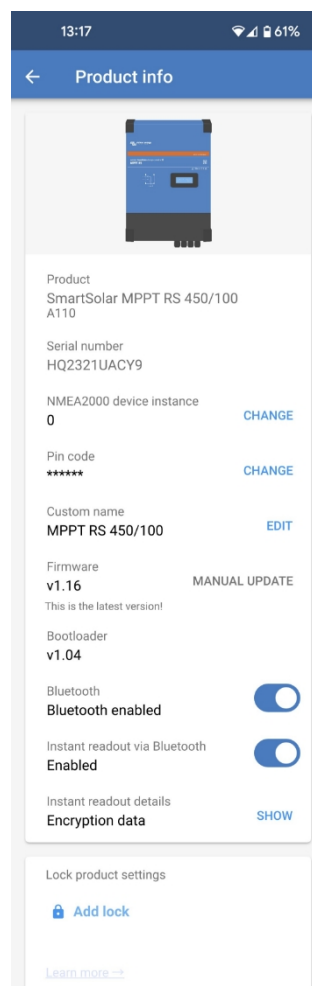 13:17
61%
Product info
Product
SmartSolar MPPT RS 450/100
A110
Serial number
HQ2321UACY9
NMEA2000 device instance
0
CHANGE
Pin code
******
CHANGE
Custom name
MPPT RS 450/100
EDIT
Firmware
v1.16
MANUAL UPDATE
This is the latest version!
Bootloader
v1.04
Bluetooth
Bluetooth enabled
Instant readout via Bluetooth
Enabled
Instant readout details
Encryption data
SHOW
Lock product settings
Add lock
Learn more →